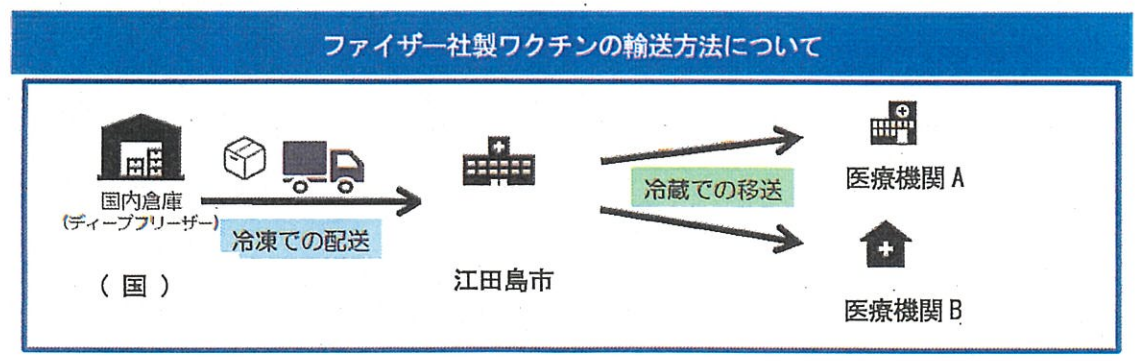 ファイザー社製ワクチンの輸送方法について
国内倉庫
(ディープフリーザー)
冷凍での配送
(国)
江田島市
冷蔵での移送
医療機関A
医療機関B